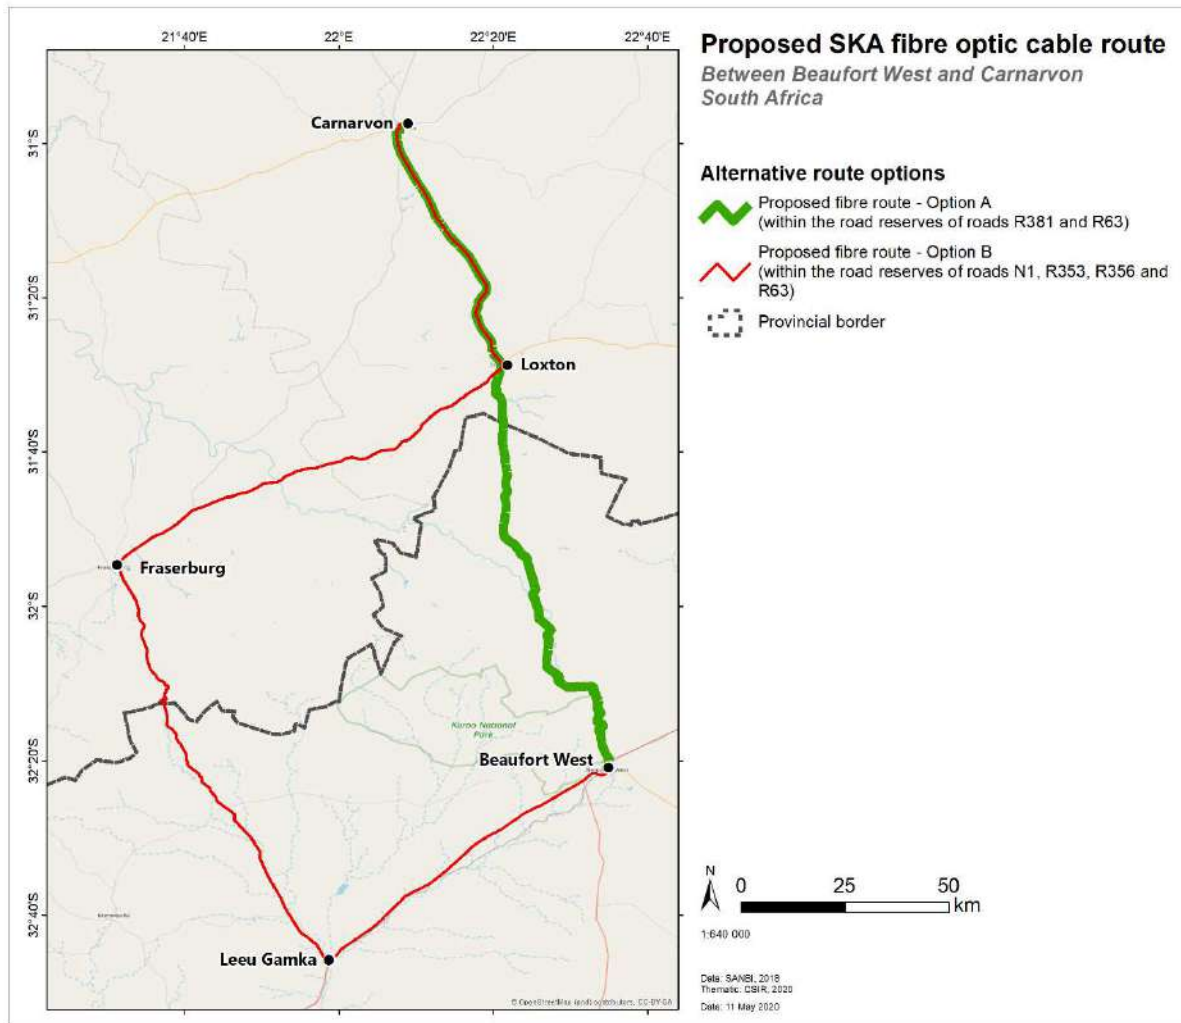 Proposed SKA fibre optic cable route
Between Beaufort West and Carnarvon
South Africa
Alternative route options
Proposed fibre route - Option A
(within the road reserves of roads R381 and R63)
Proposed fibre route - Option B
(within the road reserves of roads N1, R353, R356 and
R63)
Provincial border
21°40'E
22°E
22°20'E
22°40'E
31°S
31°20'S
31°40'S
32°S
32°20'S
32°40'S
Carnarvon
Loxton
Fraserburg
Karoo National
Park
Beaufort West
Leeu Gamka
© OpenStreetMap (and) contributors, CC-BY-SA
N
0 25 50
km
1:640 000
Data: SANBI, 2018
Thematic: CSIR, 2020
Date: 11 May 2020